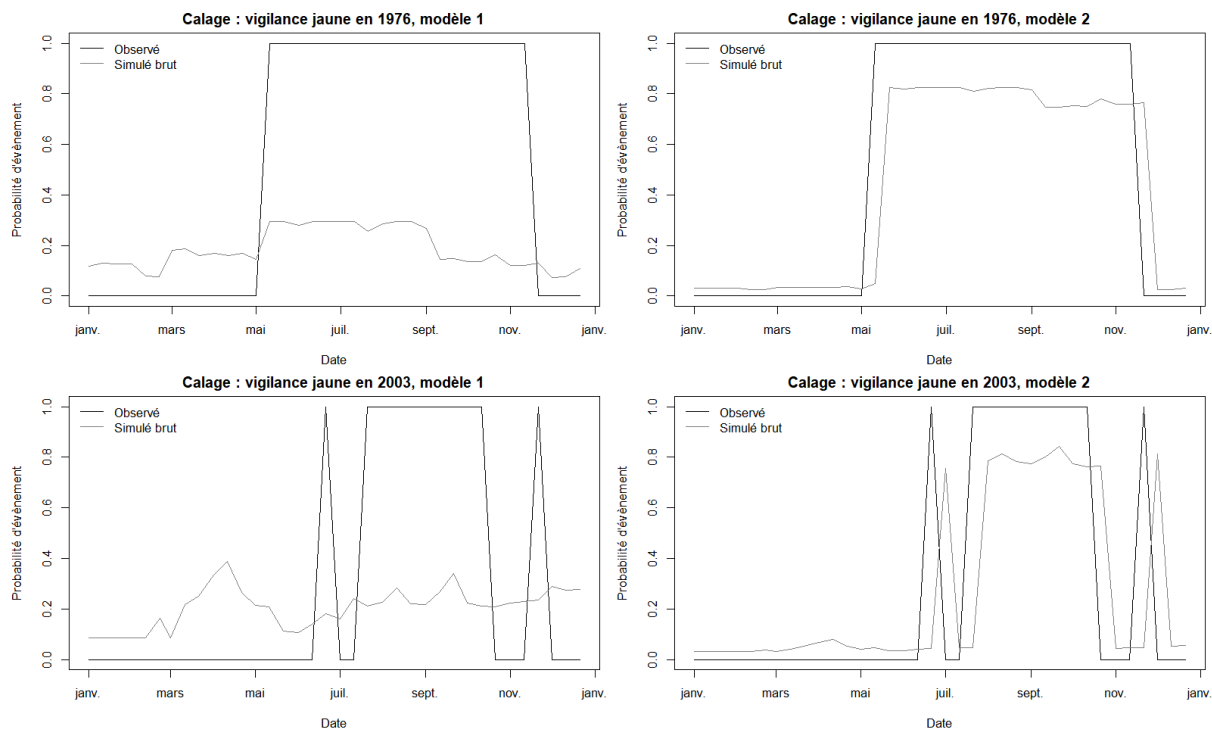 Calage : vigilance jaune en 1976, modèle 1
Observé
Simulé brut
Probabilité d'évènement
0.0 0.2 0.4 0.6 0.8 1.0
janv. mars mai juil. sept. nov. janv.
Date
Calage : vigilance jaune en 1976, modèle 2
Observé
Simulé brut
Probabilité d'évènement
0.0 0.2 0.4 0.6 0.8 1.0
janv. mars mai juil. sept. nov. janv.
Date
Calage : vigilance jaune en 2003, modèle 1
Observé
Simulé brut
Probabilité d'évènement
0.0 0.2 0.4 0.6 0.8 1.0
janv. mars mai juil. sept. nov. janv.
Date
Calage : vigilance jaune en 2003, modèle 2
Observé
Simulé brut
Probabilité d'évènement
0.0 0.2 0.4 0.6 0.8 1.0
janv. mars mai juil. sept. nov. janv.
Date